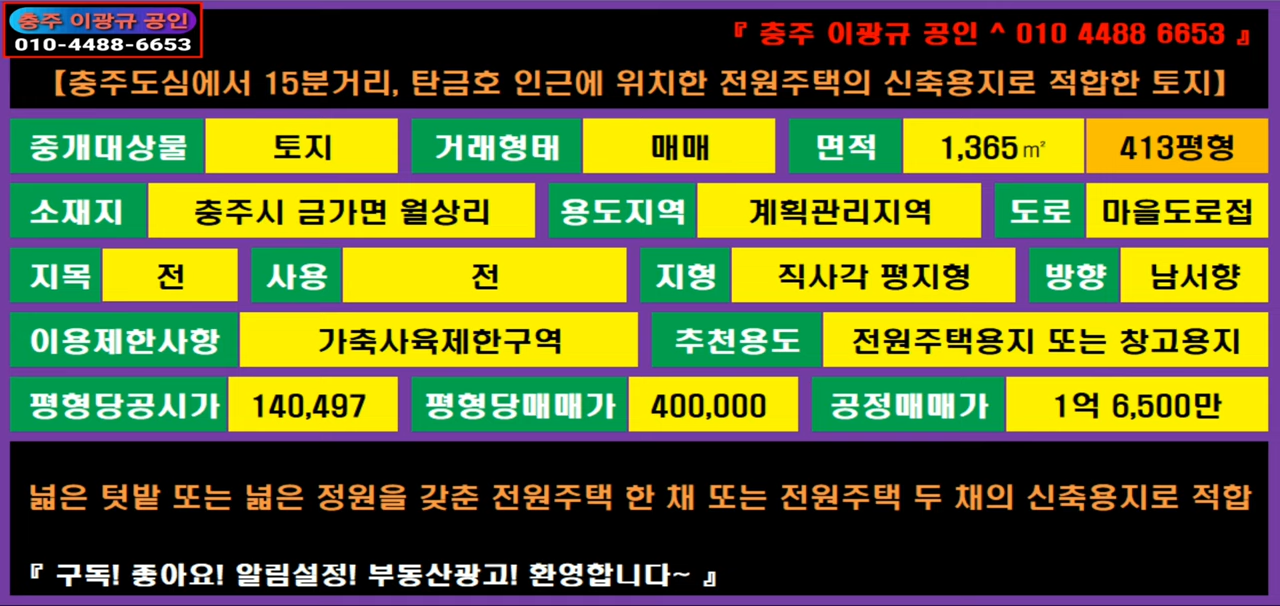 충주 이광규 공인
010-4488-6653
『 충주 이광규 공인 ^ 010 4488 6653 』
【충주도심에서 15분거리, 탄금호 인근에 위치한 전원주택의 신축용지로 적합한 토지】
중개대상물 토지 거래형태 매매 면적 1,365㎡ 413평형
소재지 충주시 금가면 월상리 용도지역 계획관리지역 도로 마을도로접
지목 전 사용 전 지형 직사각 평지형 방향 남서향
이용제한사항 가축사육제한구역 추천용도 전원주택용지 또는 창고용지
평형당공시가 140,497 평형당매매가 400,000 공정매매가 1억 6,500만
넓은 텃밭 또는 넓은 정원을 갖춘 전원주택 한 채 또는 전원주택 두 채의 신축용지로 적합
『 구독! 좋아요! 알림설정! 부동산광고! 환영합니다~ 』